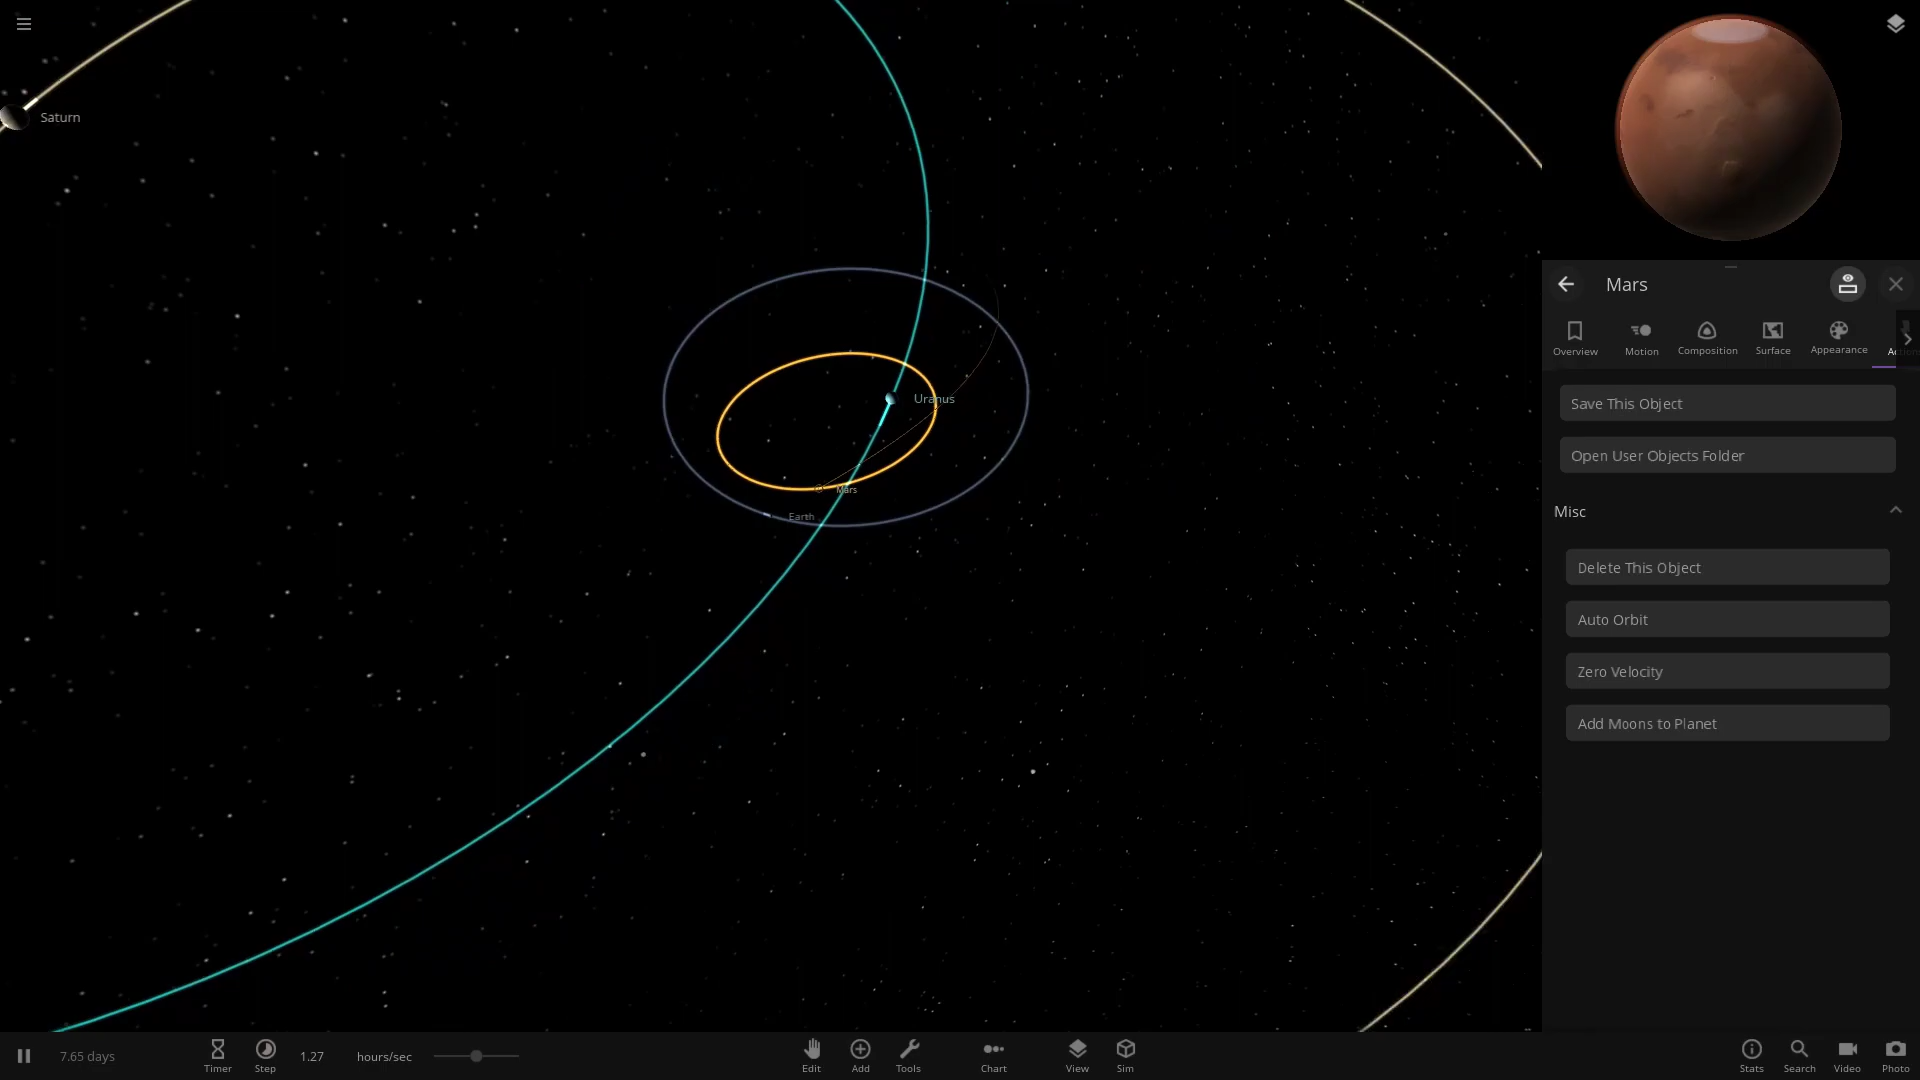 Saturn
Uranus
Mars
Earth
Mars
Overview
Motion
Composition
Surface
Appearance
Save This Object
Open User Objects Folder
Misc
Delete This Object
Auto Orbit
Zero Velocity
Add Moons to Planet
7.65 days
Timer
Step
1.27
hours/sec
Edit
Add
Tools
Chart
View
Sim
Stats
Search
Video
Photo